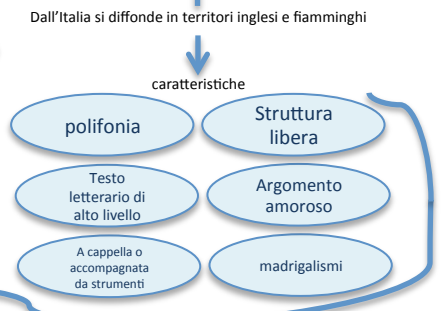 Dall'Italia si diffonde in territori inglesi e fiamminghi
caratteristiche
polifonia
Struttura
libera
Testo
letterario di
alto livello
Argomento
amoroso
A cappella o
accompagnata
da strumenti
madrigalismi